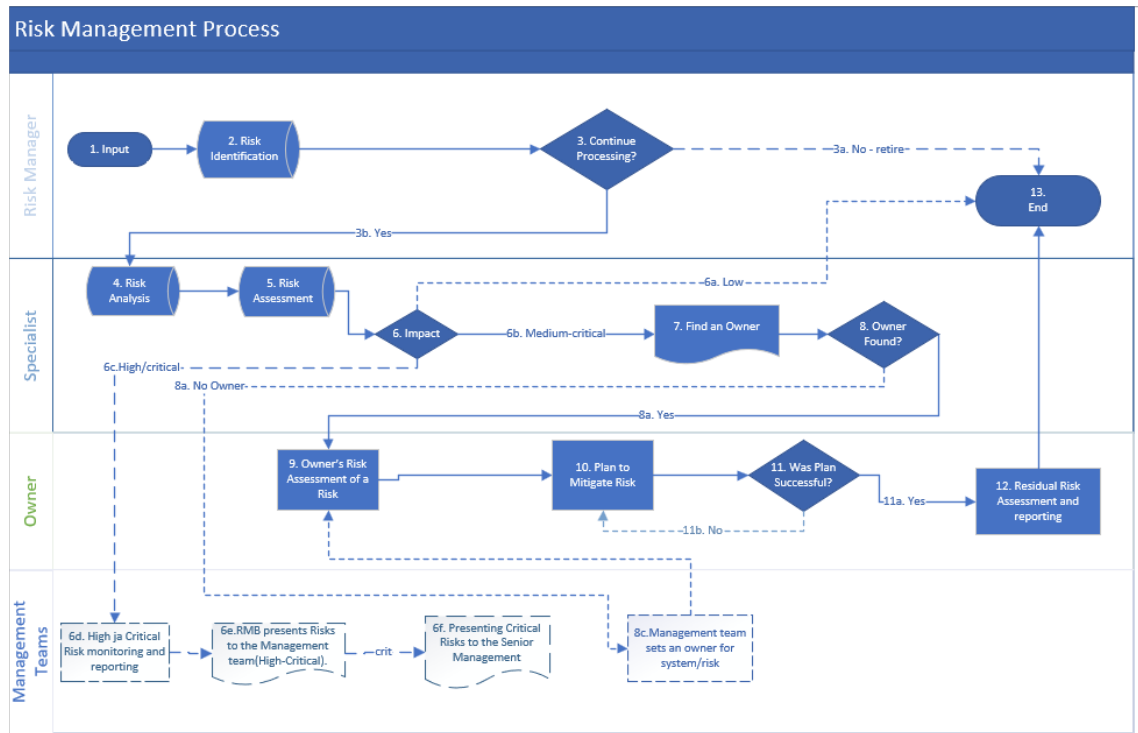 Risk Management Process
Risk Manager
1. Input
2. Risk
Identification
3. Continue
Processing?
3a. No - retire
13.
End
3b. Yes
Specialist
4. Risk
Analysis
5. Risk
Assessment
6. Impact
6a. Low
6b. Medium-critical
7. Find an Owner
8. Owner
Found?
6c.High/critical
8a. No Owner
8a. Yes
Owner
9. Owner's Risk
Assessment of a
Risk
10. Plan to
Mitigate Risk
11. Was Plan
Successful?
11a. Yes
11b. No
12. Residual Risk
Assessment and
reporting
Management
Teams
6d. High ja Critical
Risk monitoring and
reporting
6e.RMB presents Risks
to the Management
team(High-Critical).
crit
6f. Presenting Critical
Risks to the Senior
Management
8c.Management team
sets an owner for
system/risk